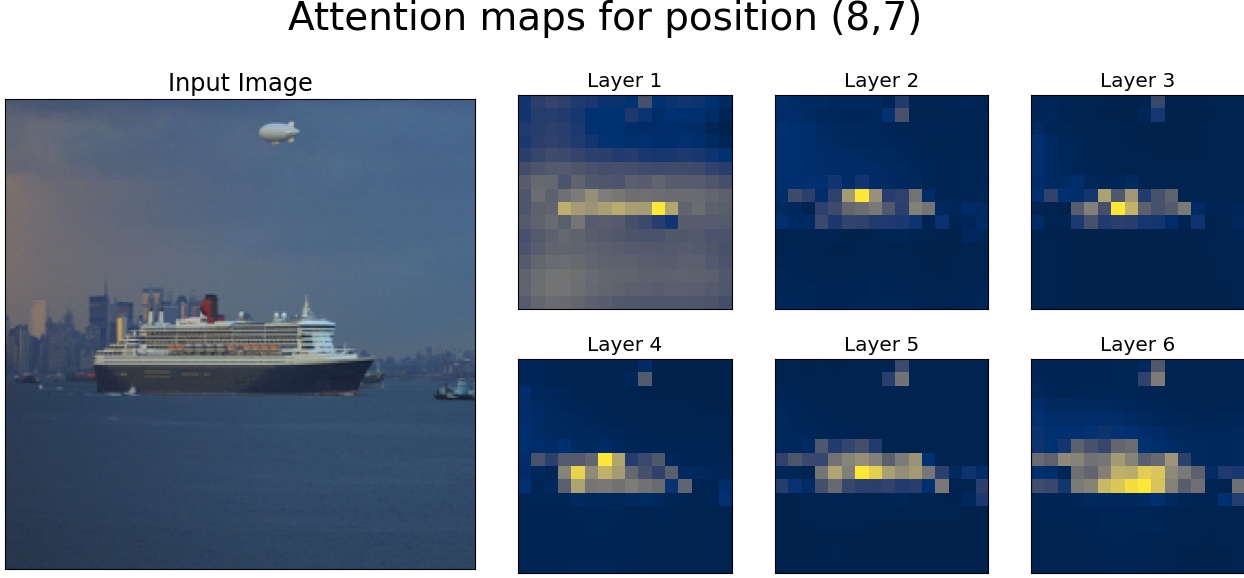 Attention maps for position (8,7)
Input Image
Layer 1
Layer 2
Layer 3
Layer 4
Layer 5
Layer 6